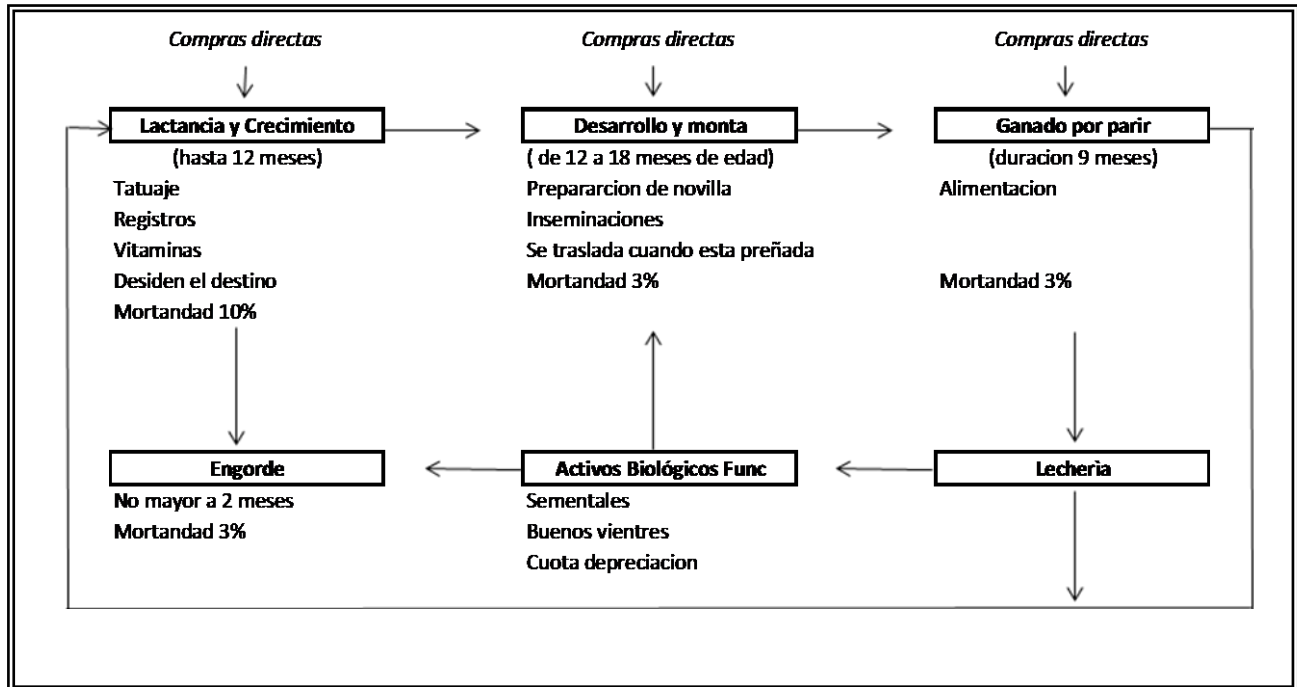 Compras directas
Compras directas
Compras directas
Lactancia y Crecimiento
Desarrollo y monta
Ganado por parir
(hasta 12 meses)
( de 12 a 18 meses de edad)
(duracion 9 meses)
Tatuaje
Prepararcion de novilla
Alimentacion
Registros
Inseminaciones
Vitaminas
Se traslada cuando esta preñada
Desiden el destino
Mortandad 3%
Mortandad 3%
Mortandad 10%
Engorde
Activos Biológicos Func
Lecherìa
No mayor a 2 meses
Sementales
Mortandad 3%
Buenos vientres
Cuota depreciacion